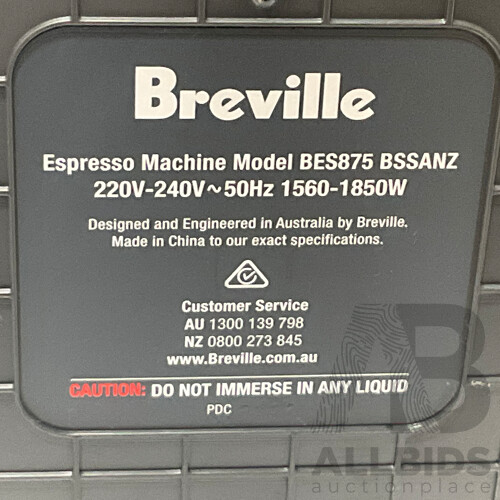 Breville
Espresso Machine Model BES875 BSSANZ
220V-240V~50Hz 1560-1850W
Designed and Engineered in Australia by Breville.
Made in China to our exact specifications.
Customer Service
AU 1300 139 798
NZ 0800 273 845
www.Breville.com.au
CAUTION: DO NOT IMMERSE IN ANY LIQUID
PDC
AB
ALLBIDS
auctionplace